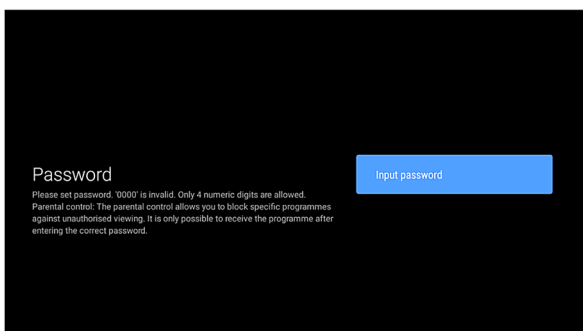 Password
Please set password. '0000' is invalid. Only 4 numeric digits are allowed.
Parental control: The parental control allows you to block specific programmes
against unauthorised viewing. It is only possible to receive the programme after
entering the correct password.
Input password